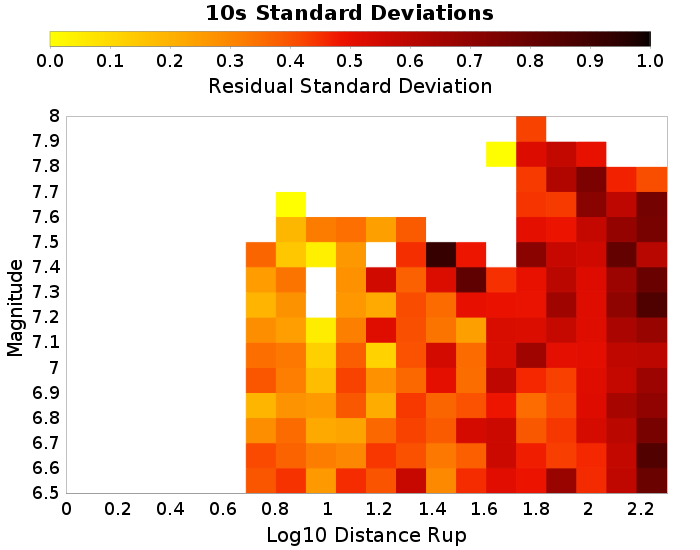 10s Standard Deviations
0.0 0.1 0.2 0.3 0.4 0.5 0.6 0.7 0.8 0.9 1.0
Residual Standard Deviation
8
7.9
7.8
7.7
7.6
7.5
7.4
7.3
7.2
7.1
7
6.9
6.8
6.7
6.6
6.5
Magnitude
0 0.2 0.4 0.6 0.8 1 1.2 1.4 1.6 1.8 2 2.2
Log10 Distance Rup